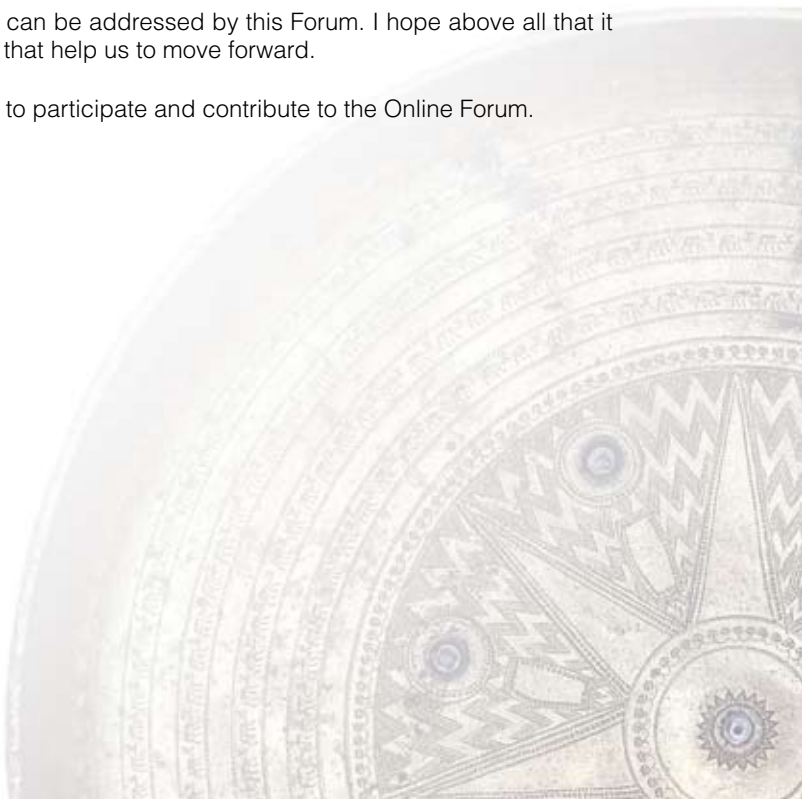 can be addressed by this Forum. I hope above all that it
that help us to move forward.
to participate and contribute to the Online Forum.